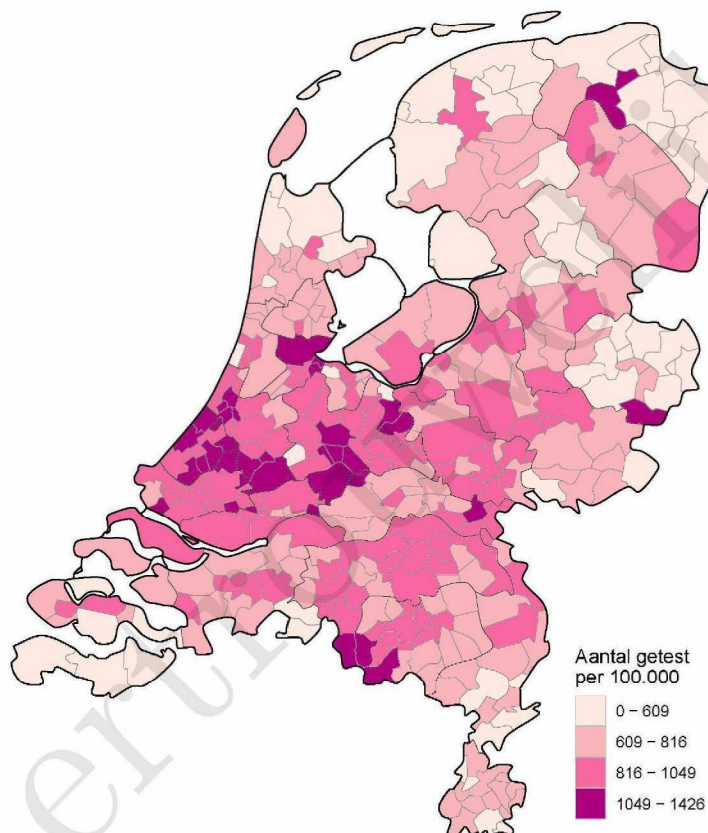 Aantal getest
per 100.000
0 – 609
609 – 816
816 – 1049
1049 – 1426